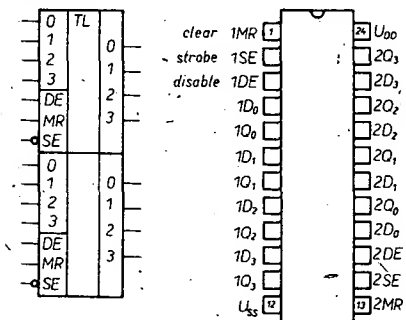 0 TL
1 0
2 1
3 2
DE 3
MR
SE
0
1 0
2 1
3 2
DE 3
MR
SE
clear 1MR 1 24 U_DD
strobe 1SE 2Q₃
disable 1DE 2D₃
1D₀ 2Q₂
1Q₀ 2D₂
1D₁ 2Q₁
1Q₁ 2D₁
1D₂ 2Q₀
1Q₂ 2D₀
1D₃ 2DE
1Q₃ 2SE
U_SS 12 13 2MR